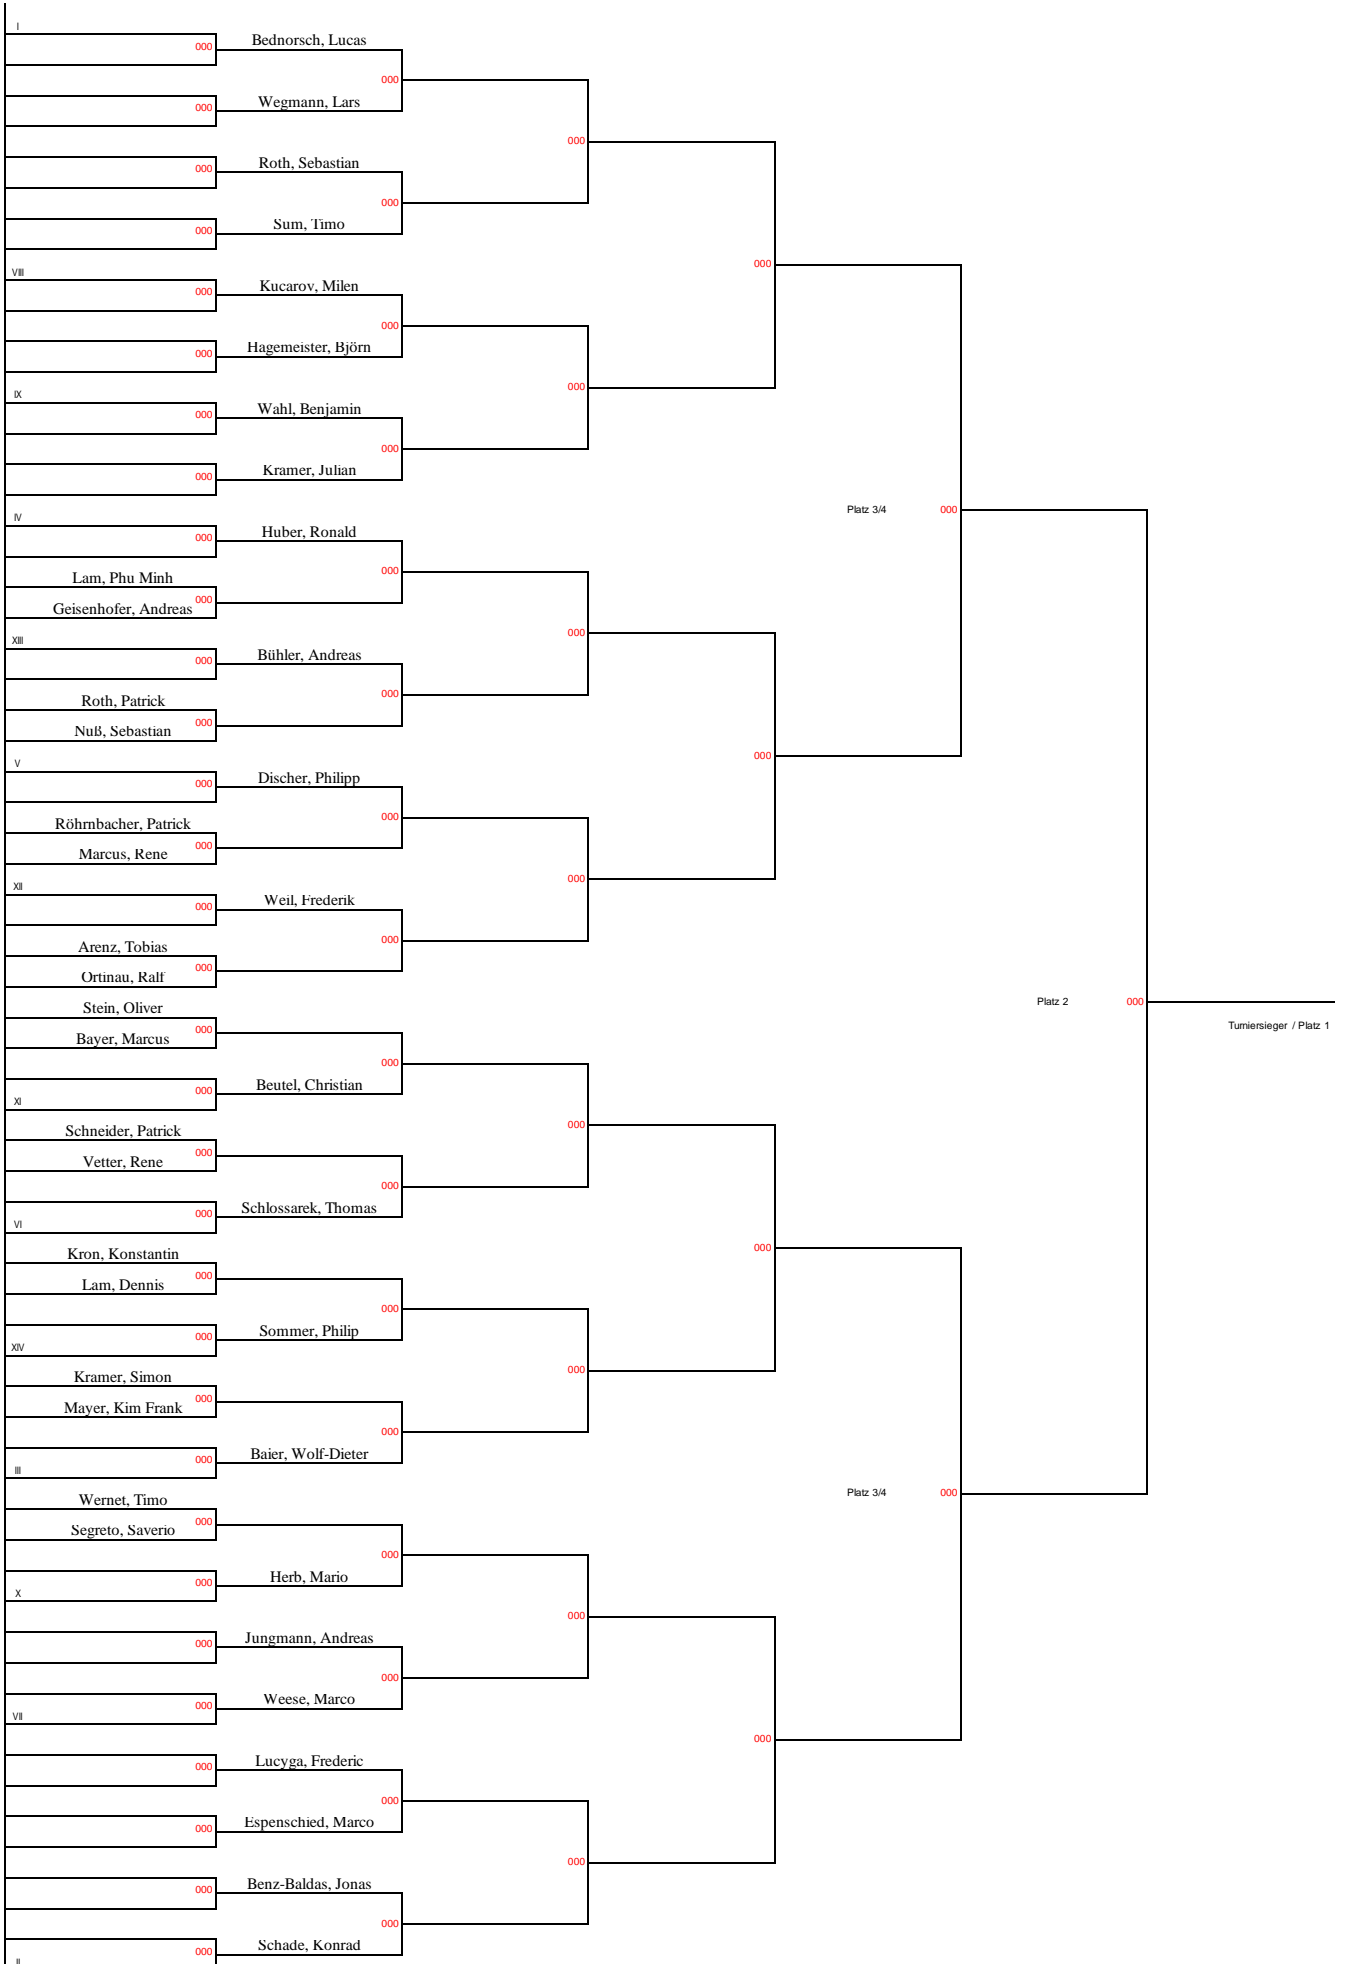 I
Bednorsch, Lucas
000
000
Wegmann, Lars
000
000
Roth, Sebastian
000
000
Sum, Timo
000
000
VIII
Kucarov, Milen
000
000
Hagemeister, Björn
000
000
IX
Wahl, Benjamin
000
000
Kramer, Julian
000
Platz 3/4
000
IV
Huber, Ronald
000
000
Lam, Phu Minh
000
Geisenhofer, Andreas
000
XIII
Bühler, Andreas
000
000
Roth, Patrick
000
Nuß, Sebastian
000
V
Discher, Philipp
000
000
Röhrnbacher, Patrick
000
Marcus, Rene
000
XII
Weil, Frederik
000
000
Arenz, Tobias
000
Ortinau, Ralf
Platz 2
000
Turniersieger / Platz 1
Stein, Oliver
000
Bayer, Marcus
000
Beutel, Christian
000
XI
000
Schneider, Patrick
000
Vetter, Rene
000
Schlossarek, Thomas
000
VI
000
Kron, Konstantin
000
Lam, Dennis
000
Sommer, Philip
000
XIV
000
Kramer, Simon
000
Mayer, Kim Frank
000
Baier, Wolf-Dieter
000
III
Platz 3/4
000
Wernet, Timo
000
Segreto, Saverio
000
Herb, Mario
000
X
000
Jungmann, Andreas
000
000
Weese, Marco
000
VII
000
Lucyga, Frederic
000
000
Espenschied, Marco
000
000
Benz-Baldas, Jonas
000
000
Schade, Konrad
000
II